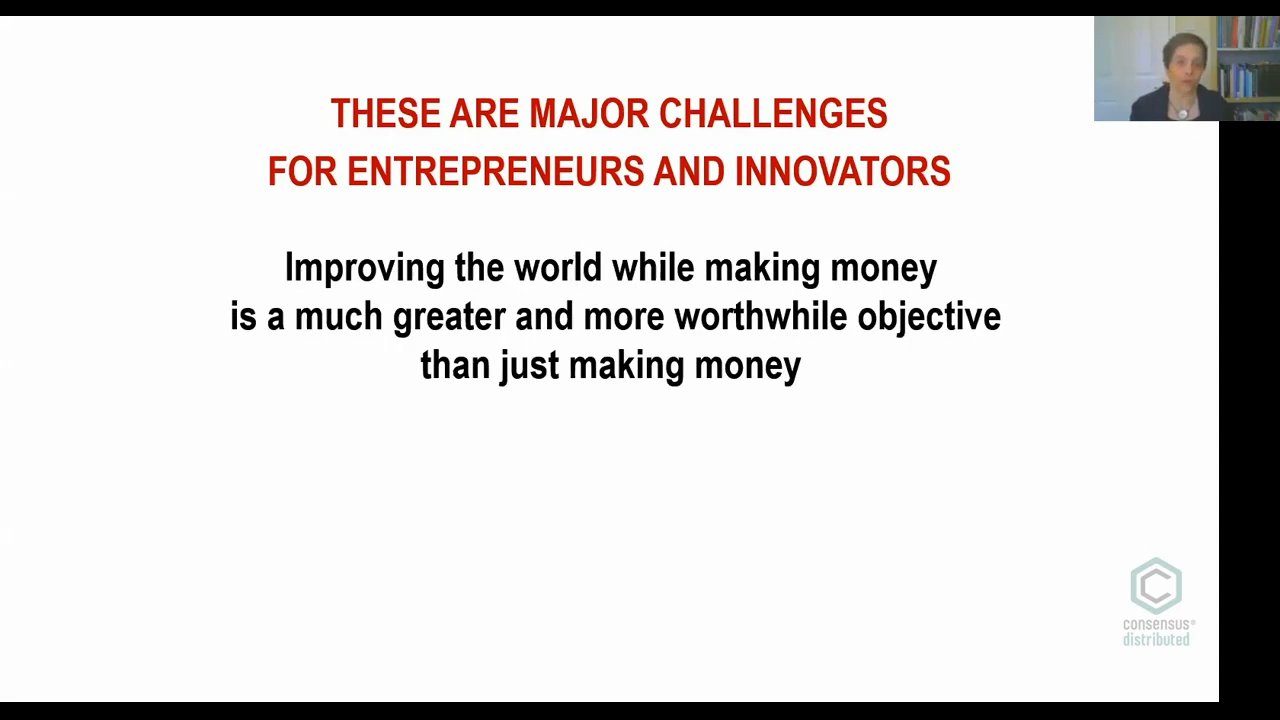 THESE ARE MAJOR CHALLENGES
FOR ENTREPRENEURS AND INNOVATORS
Improving the world while making money
is a much greater and more worthwhile objective
than just making money
consensus®
distributed